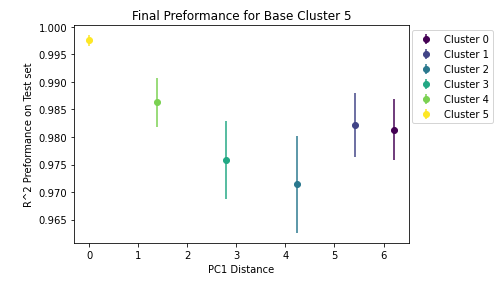 Final Preformance for Base Cluster 5
R^2 Preformance on Test set
1.000
0.995
0.990
0.985
0.980
0.975
0.970
0.965
0 1 2 3 4 5 6
PC1 Distance
Cluster 0
Cluster 1
Cluster 2
Cluster 3
Cluster 4
Cluster 5